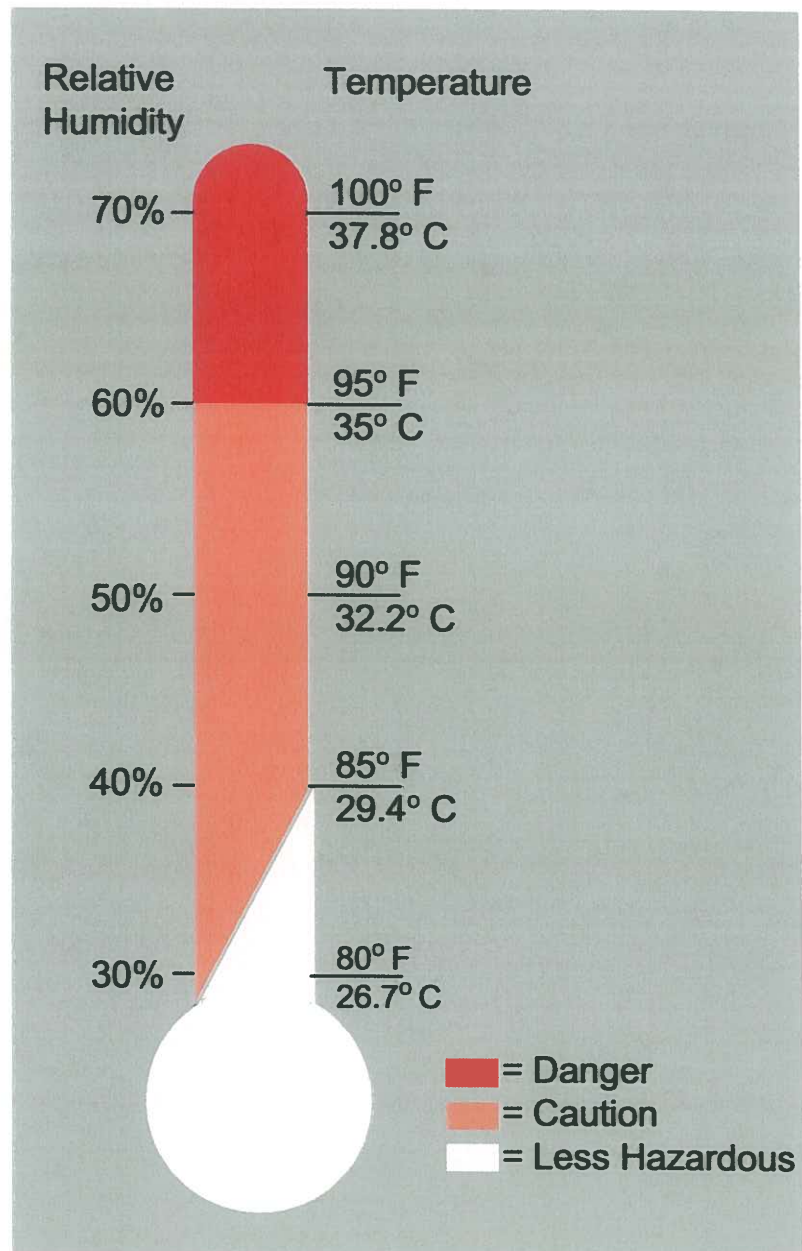 Relative
Humidity
Temperature
70%
100° F
37.8° C
60%
95° F
35° C
50%
90° F
32.2° C
40%
85° F
29.4° C
30%
80° F
26.7° C
= Danger
= Caution
= Less Hazardous